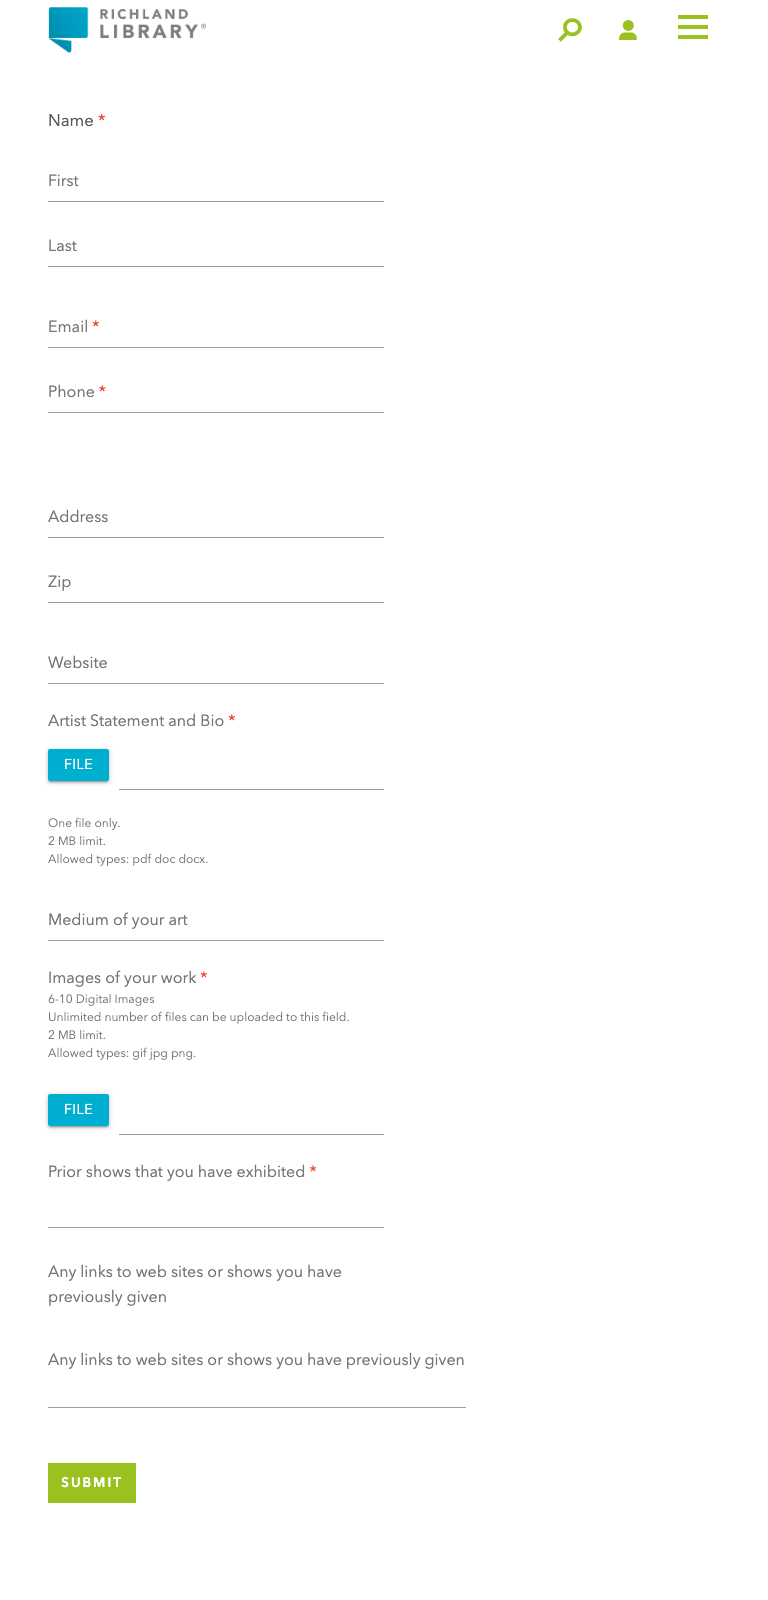 RICHLAND
LIBRARY®
Name *
First
Last
Email *
Phone *
Address
Zip
Website
Artist Statement and Bio *
FILE
One file only.
2 MB limit.
Allowed types: pdf doc docx.
Medium of your art
Images of your work *
6-10 Digital Images
Unlimited number of files can be uploaded to this field.
2 MB limit.
Allowed types: gif jpg png.
FILE
Prior shows that you have exhibited *
Any links to web sites or shows you have
previously given
Any links to web sites or shows you have previously given
SUBMIT